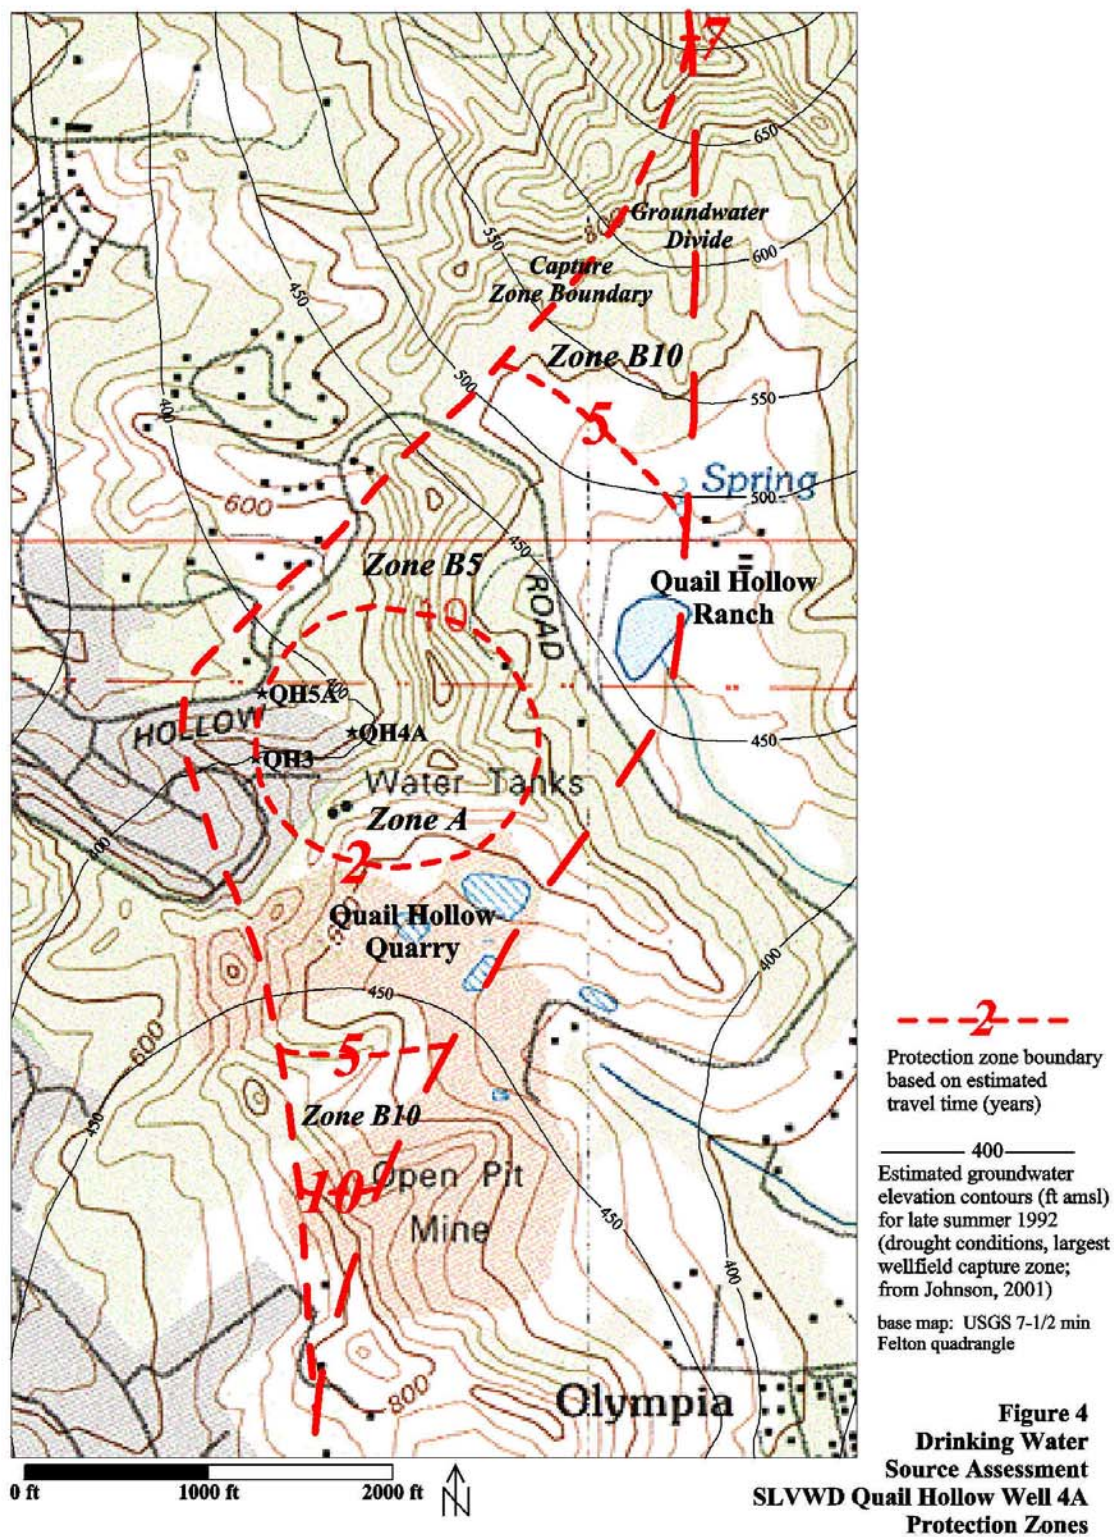 7
650
Groundwater
Divide
800
550
600
Capture
Zone Boundary
450
Zone B10
500
550
400
5
Spring
600
500
450
Zone B5
ROAD
Quail Hollow
Ranch
400
QH5A
HOLLOW
QH4A
450
QH3
Water Tanks
Zone A
400
2
Quail Hollow
Quarry
400
450
600
5
Zone B10
450
10
Open Pit
Mine
450
400
800
Olympia
2
Protection zone boundary
based on estimated
travel time (years)
400
Estimated groundwater
elevation contours (ft amsl)
for late summer 1992
(drought conditions, largest
wellfield capture zone;
from Johnson, 2001)
base map: USGS 7-1/2 min
Felton quadrangle
0 ft
1000 ft
2000 ft
N
Figure 4
Drinking Water
Source Assessment
SLVWD Quail Hollow Well 4A
Protection Zones